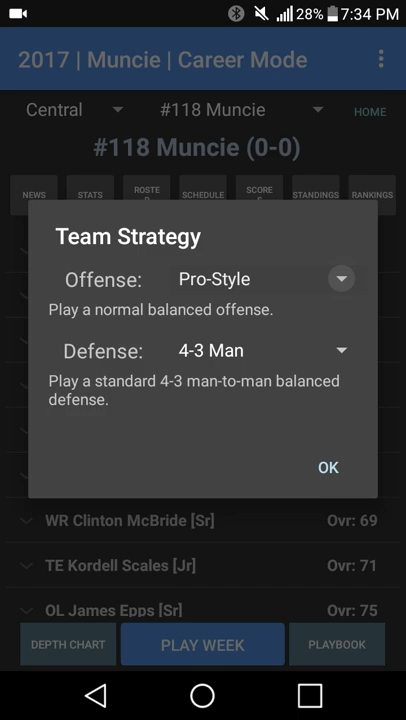 28% 7:34 PM
2017 | Muncie | Career Mode
Central #118 Muncie HOME
#118 Muncie (0-0)
NEWS STATS ROSTE SCHEDULE SCORE STANDINGS RANKINGS
Team Strategy
Offense: Pro-Style
Play a normal balanced offense.
Defense: 4-3 Man
Play a standard 4-3 man-to-man balanced
defense.
OK
WR Clinton McBride [Sr] Ovr: 69
TE Kordell Scales [Jr] Ovr: 71
OL James Epps [Sr] Ovr: 75
DEPTH CHART PLAY WEEK PLAYBOOK